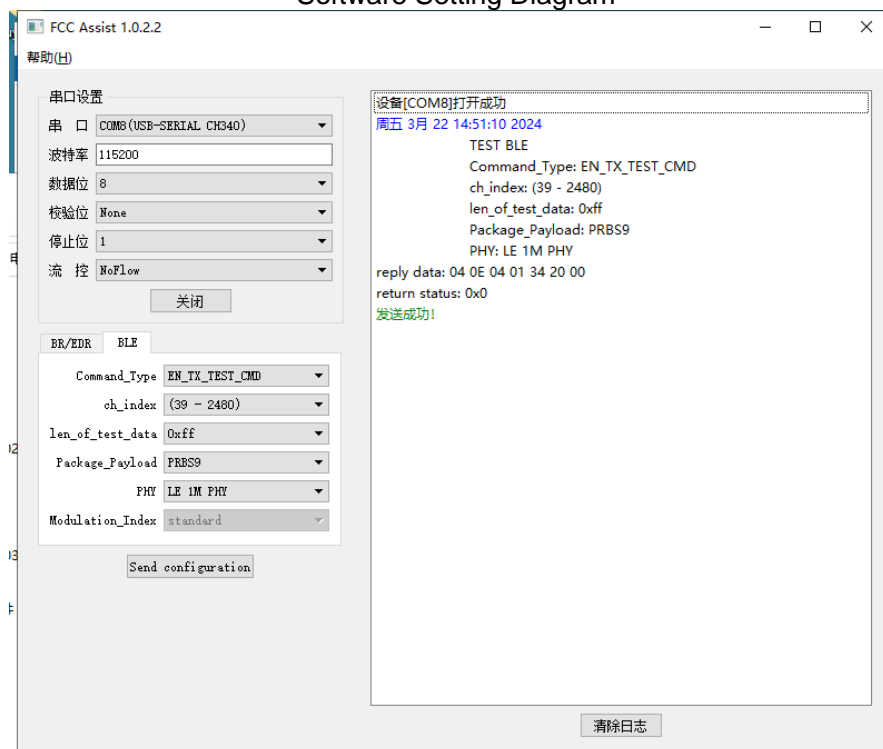 Software Setting Diagram
FCC Assist 1.0.2.2
帮助(H)
串口设置
串 口 COM8(USB-SERIAL CH340)
波特率 115200
数据位 8
校验位 None
停止位 1
流 控 NoFlow
关闭
BR/EDR BLE
Command_Type EN_TX_TEST_CMD
ch_index (39 - 2480)
len_of_test_data 0xff
Package_Payload PRBS9
PHY LE 1M PHY
Modulation_Index standard
Send configuration
设备[COM8]打开成功
周五 3月 22 14:51:10 2024
TEST BLE
Command_Type: EN_TX_TEST_CMD
ch_index: (39 - 2480)
len_of_test_data: 0xff
Package_Payload: PRBS9
PHY: LE 1M PHY
reply data: 04 0E 04 01 34 20 00
return status: 0x0
发送成功!
清除日志